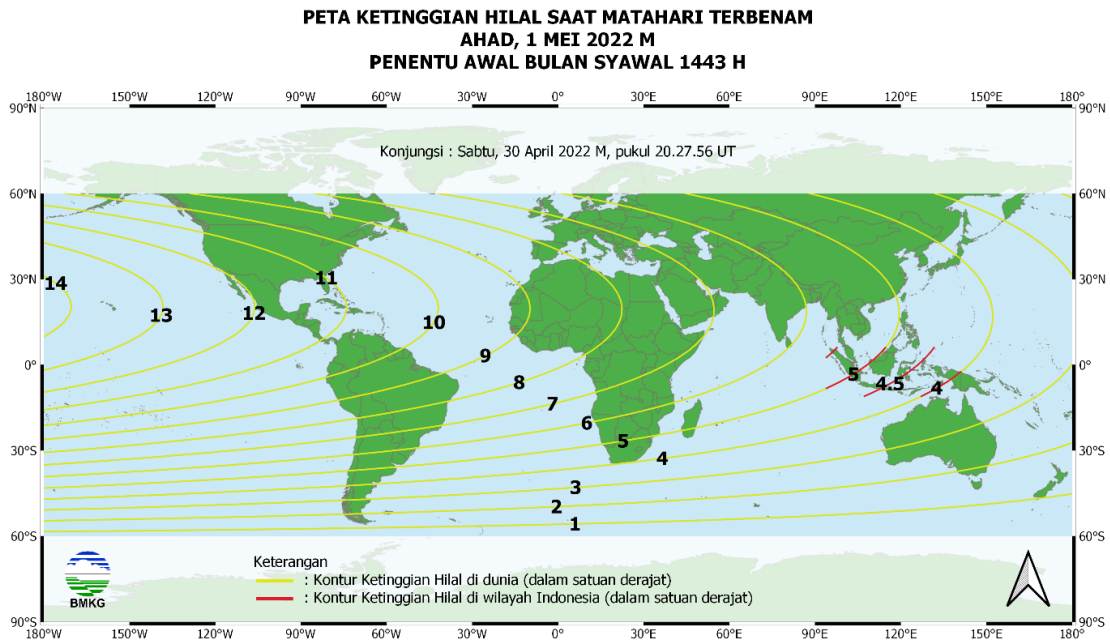 PETA KETINGGIAN HILAL SAAT MATAHARI TERBENAM
AHAD, 1 MEI 2022 M
PENENTU AWAL BULAN SYAWAL 1443 H
180°W 150°W 120°W 90°W 60°W 30°W 0° 30°E 60°E 90°E 120°E 150°E 180°
90°N 90°N
Konjungsi : Sabtu, 30 April 2022 M, pukul 20.27.56 UT
60°N 60°N
30°N 30°N
14 11
13 12 10
9
0° 0°
8 5 4.5 4
7
6
5
30°S 30°S
4
3
2
1
60°S 60°S
Keterangan
: Kontur Ketinggian Hilal di dunia (dalam satuan derajat)
: Kontur Ketinggian Hilal di wilayah Indonesia (dalam satuan derajat)
BMKG
90°S 90°S
180°W 150°W 120°W 90°W 60°W 30°W 0° 30°E 60°E 90°E 120°E 150°E 180°